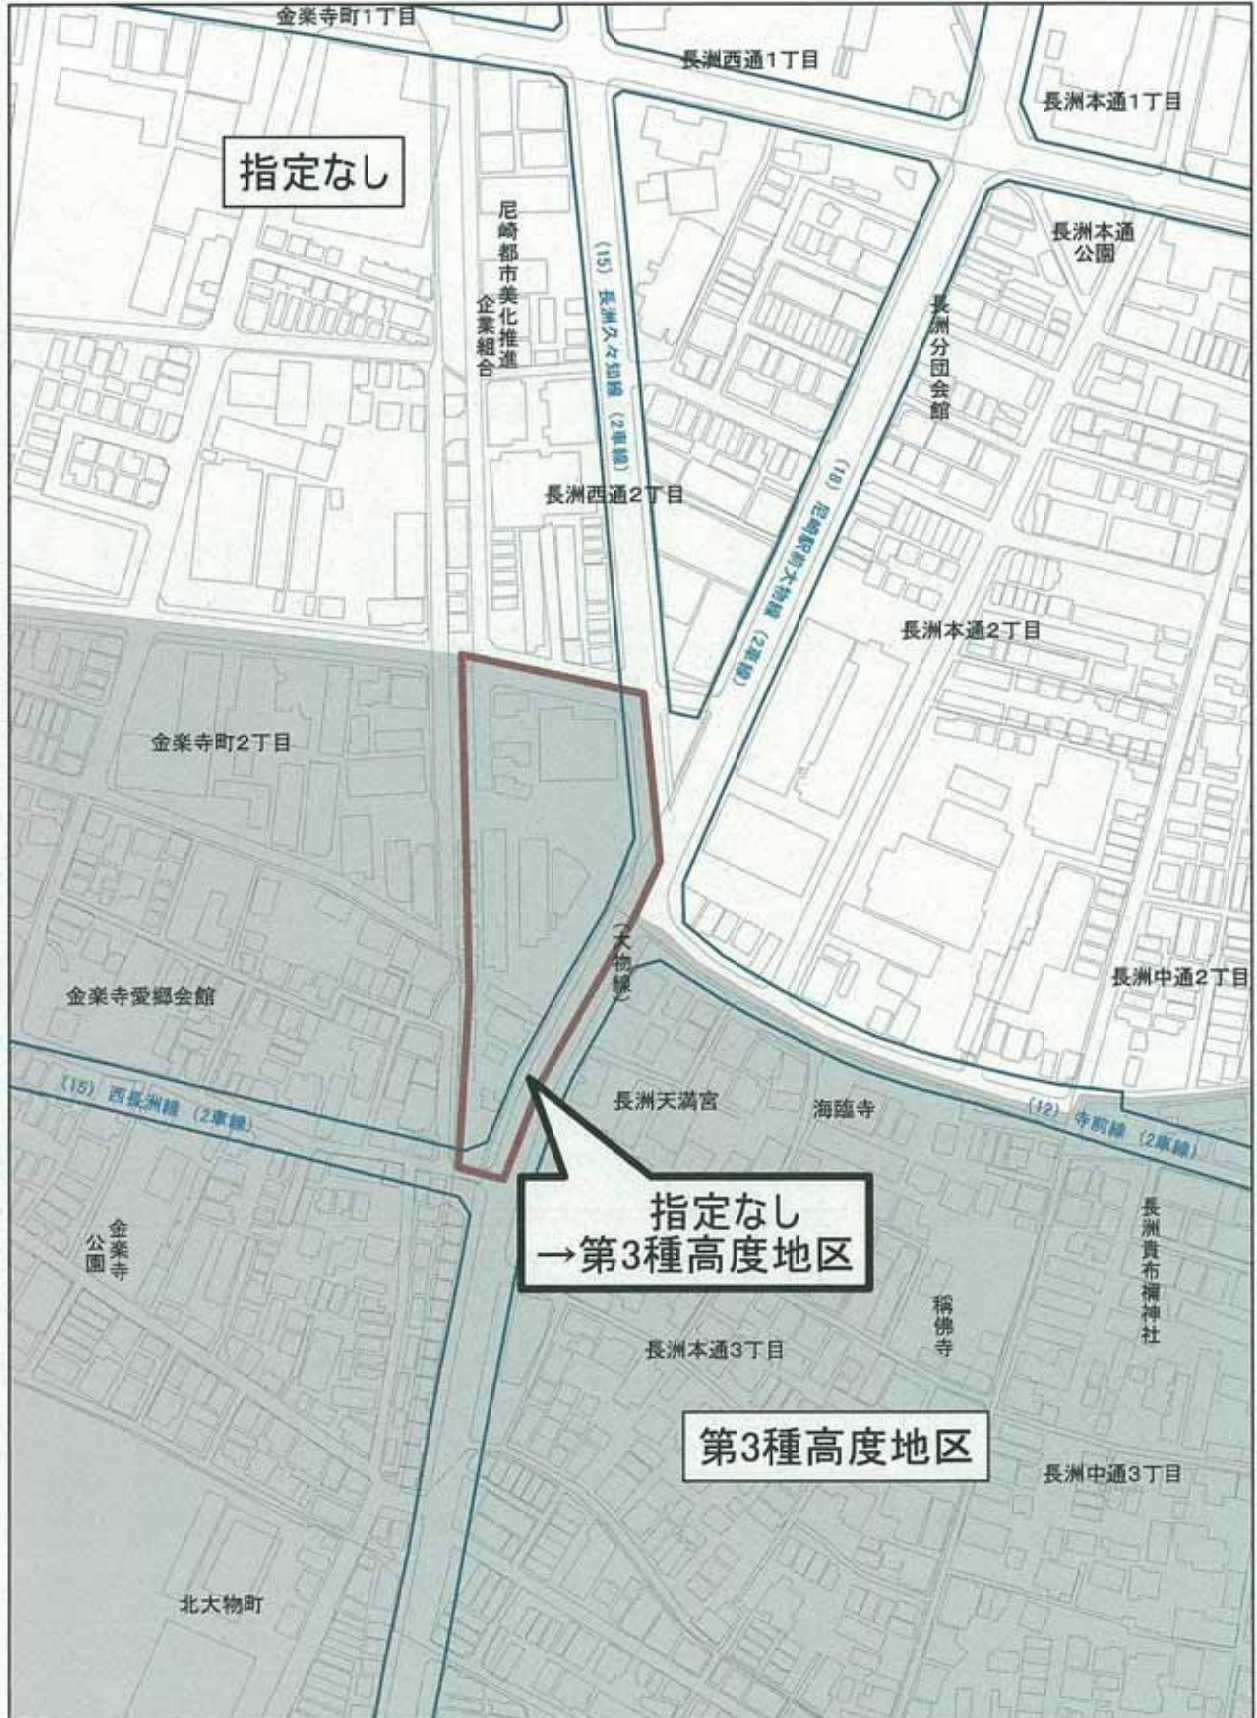 金楽寺町1丁目
長洲西通1丁目
長洲本通1丁目
指定なし
尼崎都市美化推進
企業組合
長洲本通
公園
(15) 長洲久々知線 (2車線)
長洲分団会館
長洲西通2丁目
(18) 尼崎駅前大物線 (2車線)
長洲本通2丁目
金楽寺町2丁目
(大物線)
長洲中通2丁目
金楽寺愛郷会館
(15) 西長洲線 (2車線)
長洲天満宮
海臨寺
(12) 寺前線 (2車線)
指定なし
→第3種高度地区
金楽寺
公園
長洲貴布禰神社
稱佛寺
長洲本通3丁目
第3種高度地区
長洲中通3丁目
北大物町